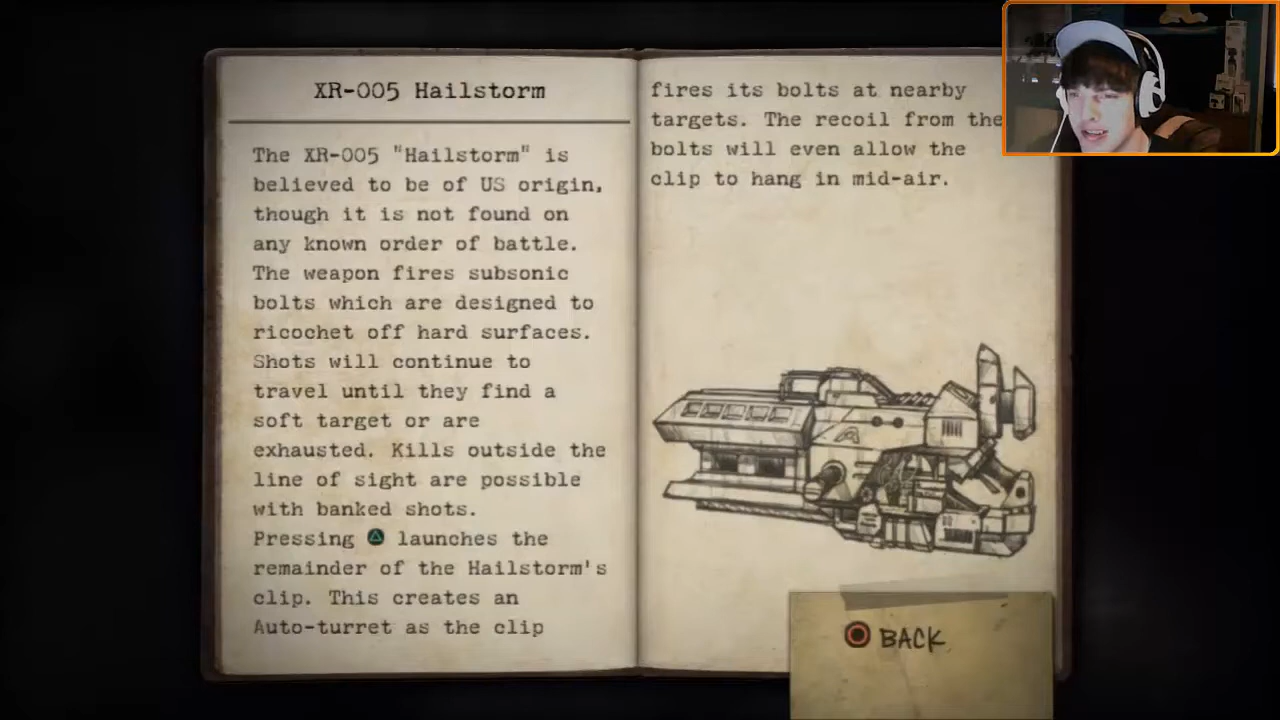 XR-005 Hailstorm
The XR-005 "Hailstorm" is
believed to be of US origin,
though it is not found on
any known order of battle.
The weapon fires subsonic
bolts which are designed to
ricochet off hard surfaces.
Shots will continue to
travel until they find a
soft target or are
exhausted. Kills outside the
line of sight are possible
with banked shots.
Pressing launches the
remainder of the Hailstorm's
clip. This creates an
Auto-turret as the clip
fires its bolts at nearby
targets. The recoil from the
bolts will even allow the
clip to hang in mid-air.
BACK